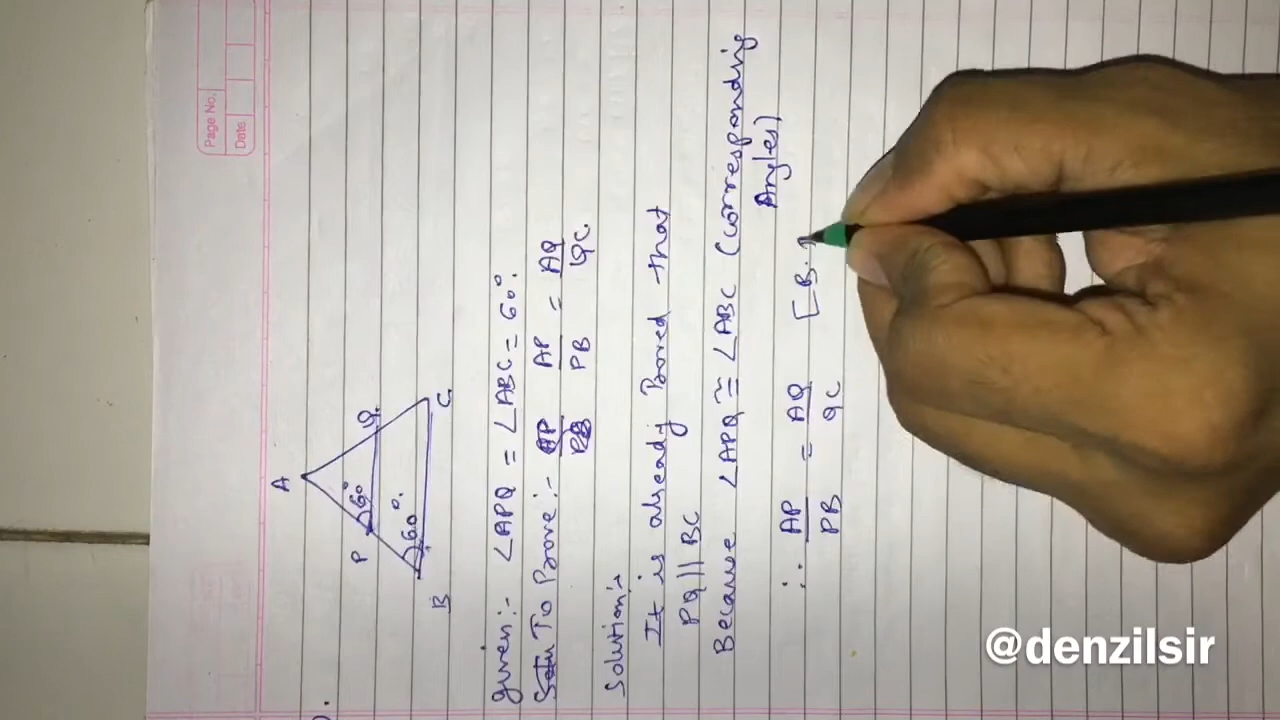 Page No.
Date
A
P
Q
60°
60°.
B
C
given:- ∠APQ = ∠ABC = 60°.
To Prove:- AP/PB = AQ/QC.
Solution:-
It is already Proved that
PQ || BC
Because ∠APQ ≅ ∠ABC (corresponding
Angles)
∴ AP/PB = AQ/QC [B.
@denzilsir